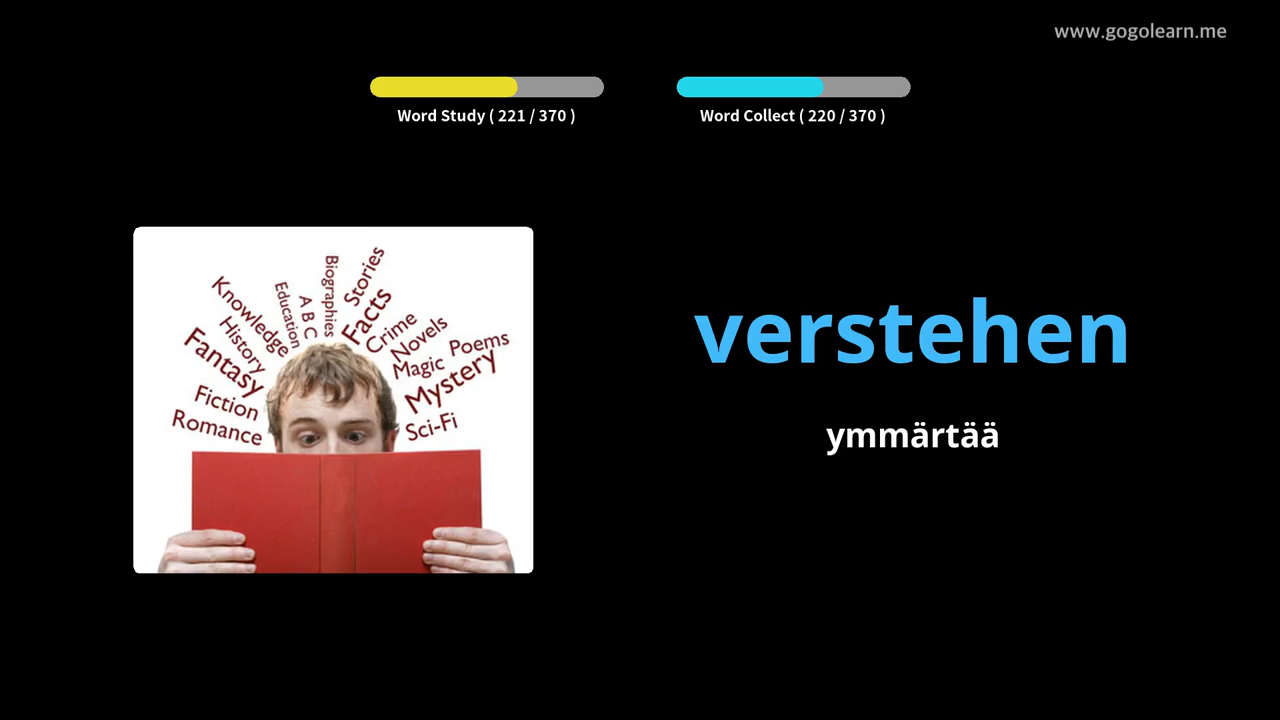 www.gogolearn.me
Word Study ( 221 / 370 )
Word Collect ( 220 / 370 )
Biographies
Stories
Education
A B C
Facts
Knowledge
History
Crime
Novels
Fantasy
Magic
Poems
Mystery
Fiction
Romance
Sci-Fi
verstehen
ymmärtää